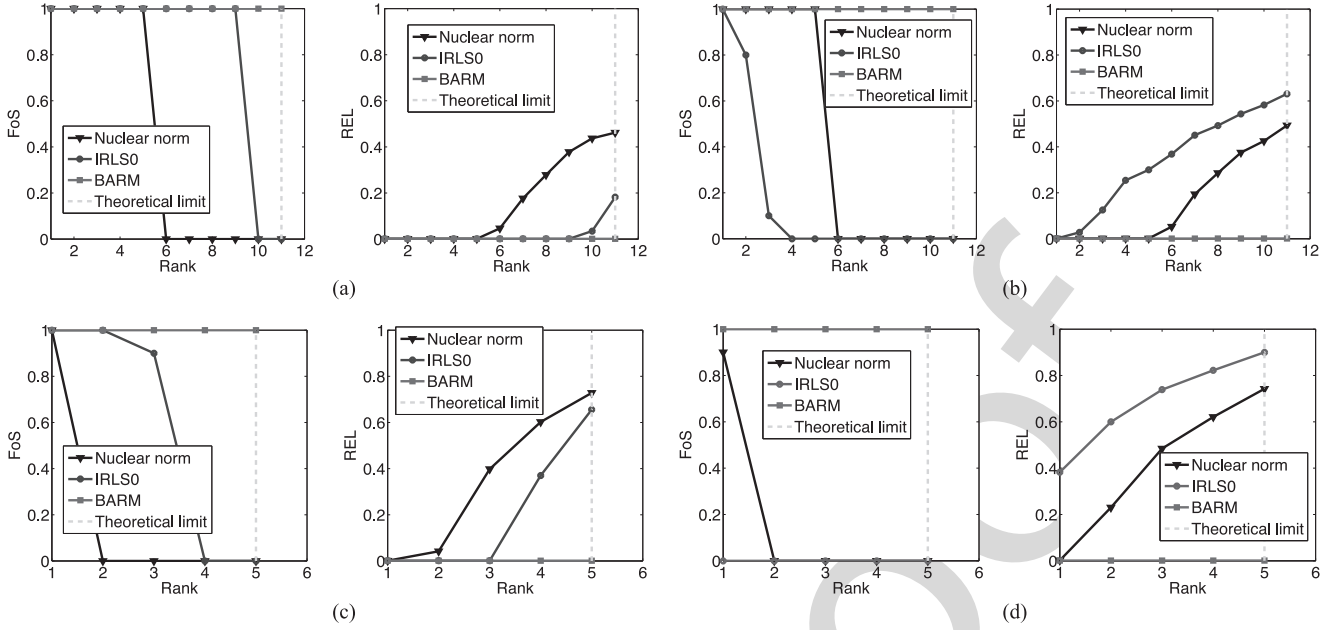 1
0.8
0.6
0.4
0.2
0
FoS
Nuclear norm
IRLS0
BARM
Theoretical limit
2 4 6 8 10 12
Rank
1
0.8
0.6
0.4
0.2
0
REL
Nuclear norm
IRLS0
BARM
Theoretical limit
2 4 6 8 10 12
Rank
(a)
1
0.8
0.6
0.4
0.2
0
FoS
Nuclear norm
IRLS0
BARM
Theoretical limit
2 4 6 8 10 12
Rank
1
0.8
0.6
0.4
0.2
0
REL
Nuclear norm
IRLS0
BARM
Theoretical limit
2 4 6 8 10 12
Rank
(b)
1
0.8
0.6
0.4
0.2
0
FoS
Nuclear norm
IRLS0
BARM
Theoretical limit
1 2 3 4 5 6
Rank
1
0.8
0.6
0.4
0.2
0
REL
Nuclear norm
IRLS0
BARM
Theoretical limit
1 2 3 4 5 6
Rank
(c)
1
0.8
0.6
0.4
0.2
0
FoS
Nuclear norm
IRLS0
BARM
Theoretical limit
1 2 3 4 5 6
Rank
1
0.8
0.6
0.4
0.2
0
REL
Nuclear norm
IRLS0
BARM
Theoretical limit
1 2 3 4 5 6
Rank
(d)